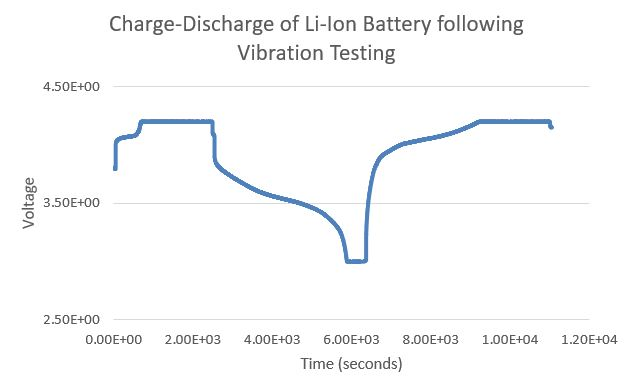 Charge-Discharge of Li-Ion Battery following
Vibration Testing
4.50E+00
3.50E+00
2.50E+00
Voltage
0.00E+00 2.00E+03 4.00E+03 6.00E+03 8.00E+03 1.00E+04 1.20E+04
Time (seconds)